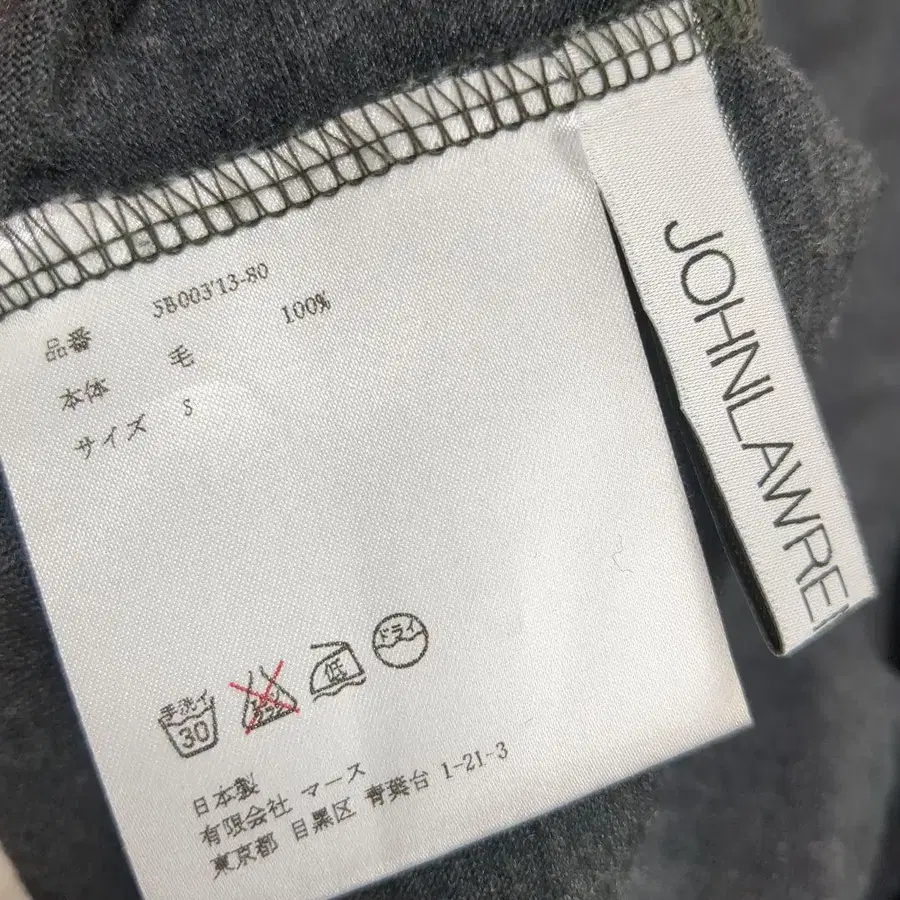 品番 5B003'13-80
本体 毛 100%
サイズ S
手洗イ 30
低
ドライ
日本製
有限会社 マース
東京都 目黒区 青葉台 1-21-3
JOHNLAWRE